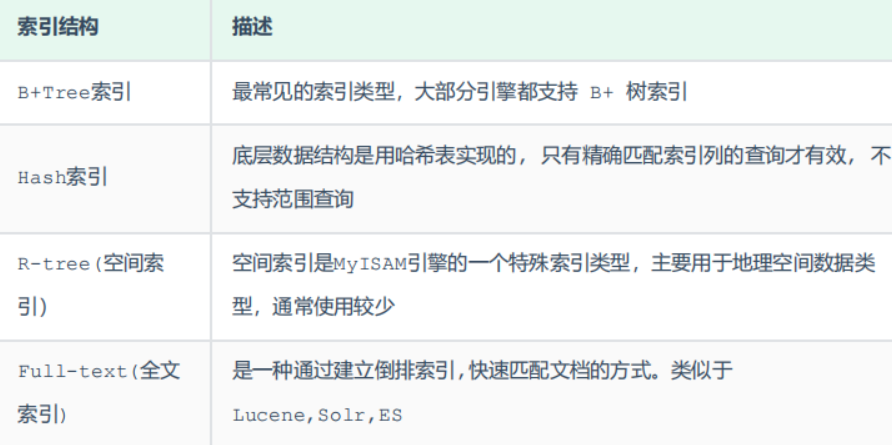 索引结构
描述
B+Tree索引
最常见的索引类型，大部分引擎都支持 B+ 树索引
Hash索引
底层数据结构是用哈希表实现的, 只有精确匹配索引列的查询才有效, 不
支持范围查询
R-tree(空间索
引)
空间索引是MyISAM引擎的一个特殊索引类型，主要用于地理空间数据类
型，通常使用较少
Full-text(全文
索引)
是一种通过建立倒排索引,快速匹配文档的方式。类似于
Lucene,Solr,ES